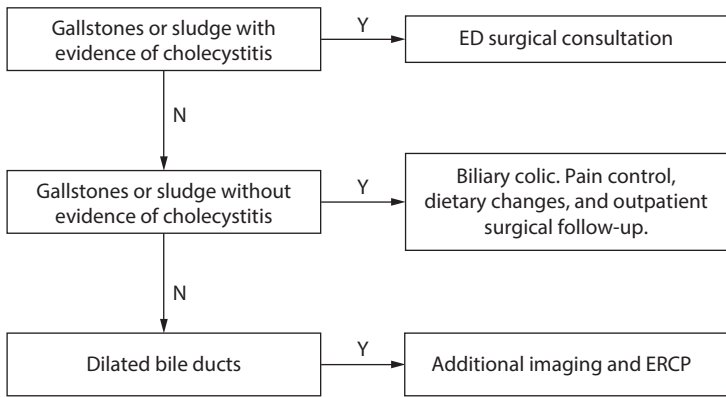 Gallstones or sludge with
evidence of cholecystitis
Y
ED surgical consultation
N
Gallstones or sludge without
evidence of cholecystitis
Y
Biliary colic. Pain control,
dietary changes, and outpatient
surgical follow-up.
N
Dilated bile ducts
Y
Additional imaging and ERCP